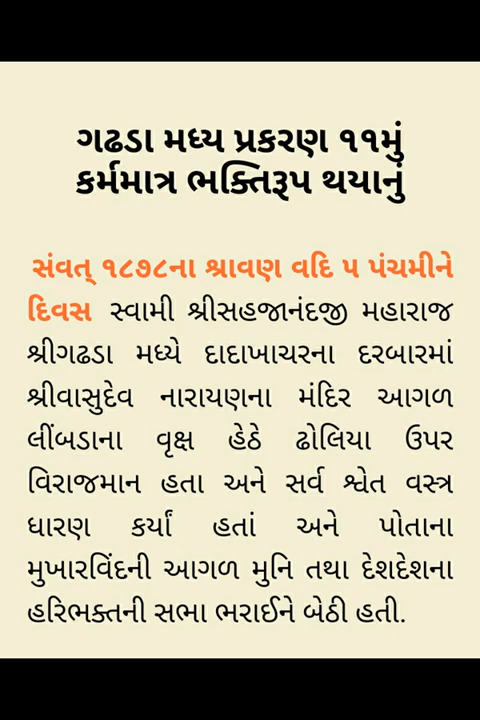 ગઢડા મધ્ય પ્રકરણ ૧૧મું
કર્મમાત્ર ભક્તિરૂપ થયાનું
સંવત્ ૧૮૭૮ના શ્રાવણ વદિ ૫ પંચમીને
દિવસ સ્વામી શ્રીસહજાનંદજી મહારાજ
શ્રીગઢડા મધ્યે દાદાખાચરના દરબારમાં
શ્રીવાસુદેવ નારાયણના મંદિર આગળ
લીંબડાના વૃક્ષ હેઠે ઢોલિયા ઉપર
વિરાજમાન હતા અને સર્વ શ્વેત વસ્ત્ર
ધારણ કર્યાં હતાં અને પોતાના
મુખારવિંદની આગળ મુનિ તથા દેશદેશના
હરિભક્તની સભા ભરાઈને બેઠી હતી.